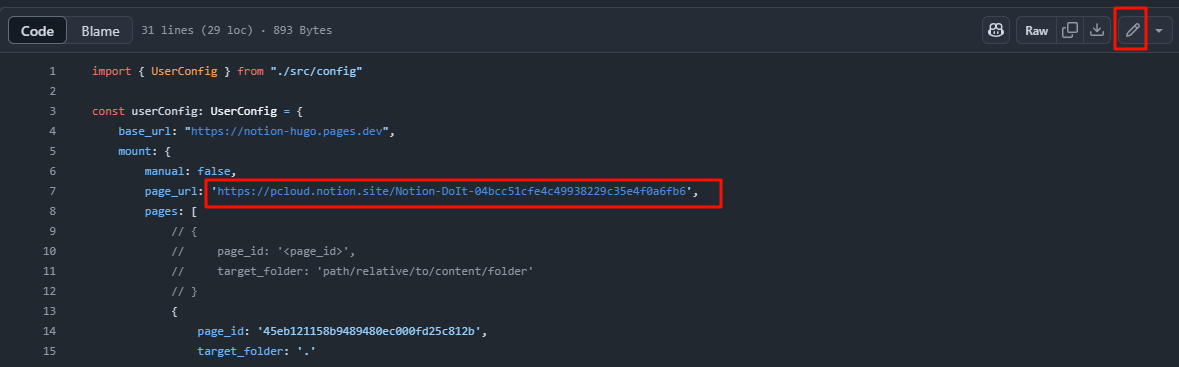 Code Blame 31 lines (29 loc) · 893 Bytes Raw
1 import { UserConfig } from "./src/config"
2
3 const userConfig: UserConfig = {
4 base_url: "https://notion-hugo.pages.dev",
5 mount: {
6 manual: false,
7 page_url: 'https://pcloud.notion.site/Notion-DoIt-04bcc51cfe4c49938229c35e4f0a6fb6',
8 pages: [
9 // {
10 // page_id: '<page_id>',
11 // target_folder: 'path/relative/to/content/folder'
12 // }
13 {
14 page_id: '45eb121158b9489480ec000fd25c812b',
15 target_folder: '.'